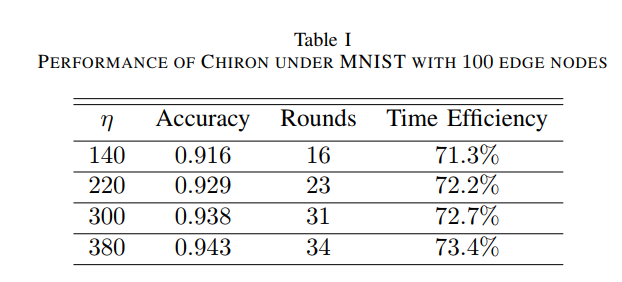 Table I
PERFORMANCE OF CHIRON UNDER MNIST WITH 100 EDGE NODES
η Accuracy Rounds Time Efficiency
140 0.916 16 71.3%
220 0.929 23 72.2%
300 0.938 31 72.7%
380 0.943 34 73.4%